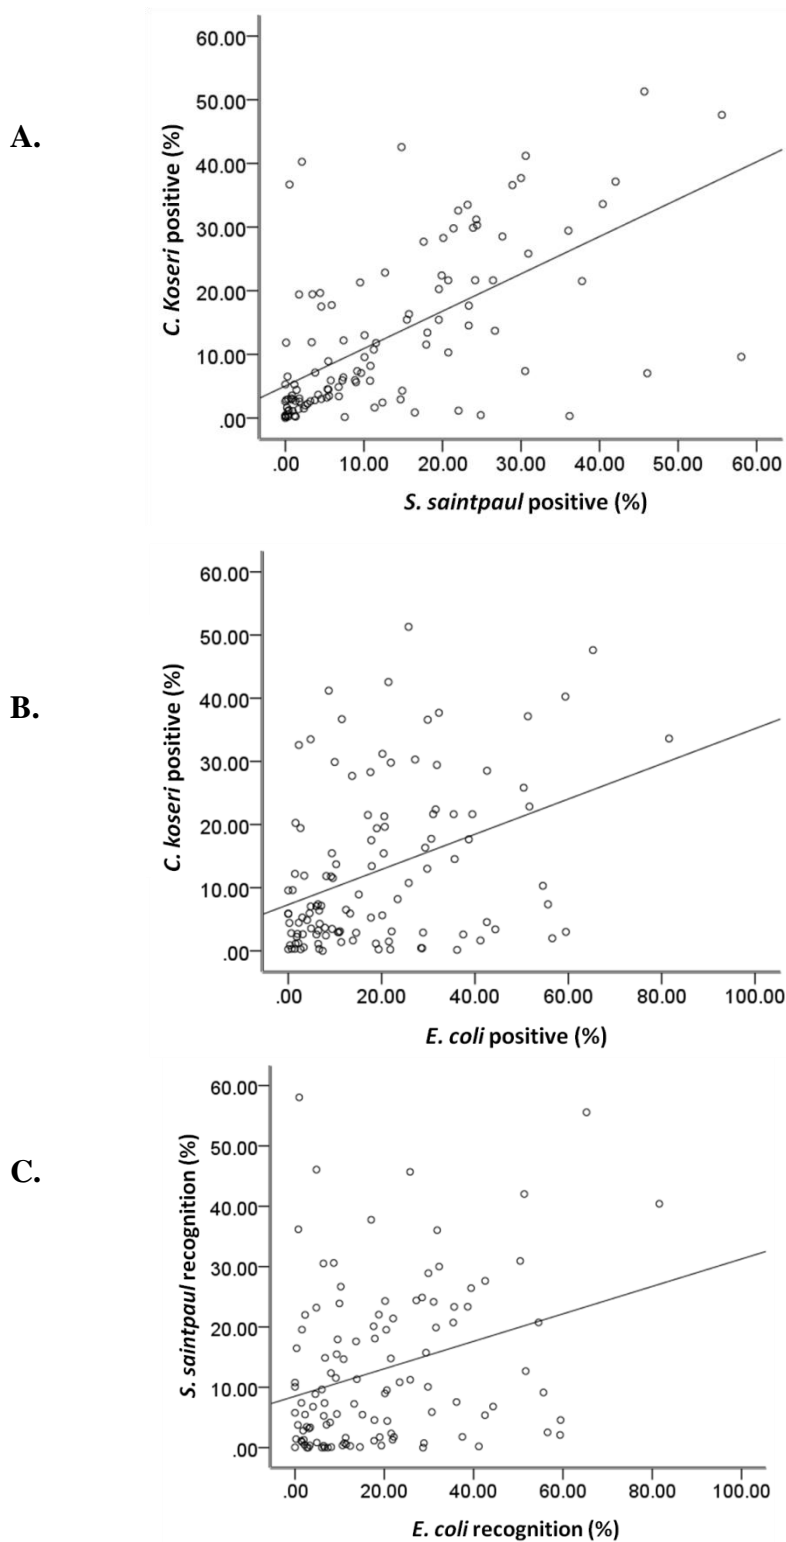 A.
C. Koseri positive (%)
60.00
50.00
40.00
30.00
20.00
10.00
.00
.00 10.00 20.00 30.00 40.00 50.00 60.00
S. saintpaul positive (%)
B.
C. koseri positive (%)
60.00
50.00
40.00
30.00
20.00
10.00
.00
.00 20.00 40.00 60.00 80.00 100.00
E. coli positive (%)
C.
S. saintpaul recognition (%)
60.00
50.00
40.00
30.00
20.00
10.00
.00
.00 20.00 40.00 60.00 80.00 100.00
E. coli recognition (%)